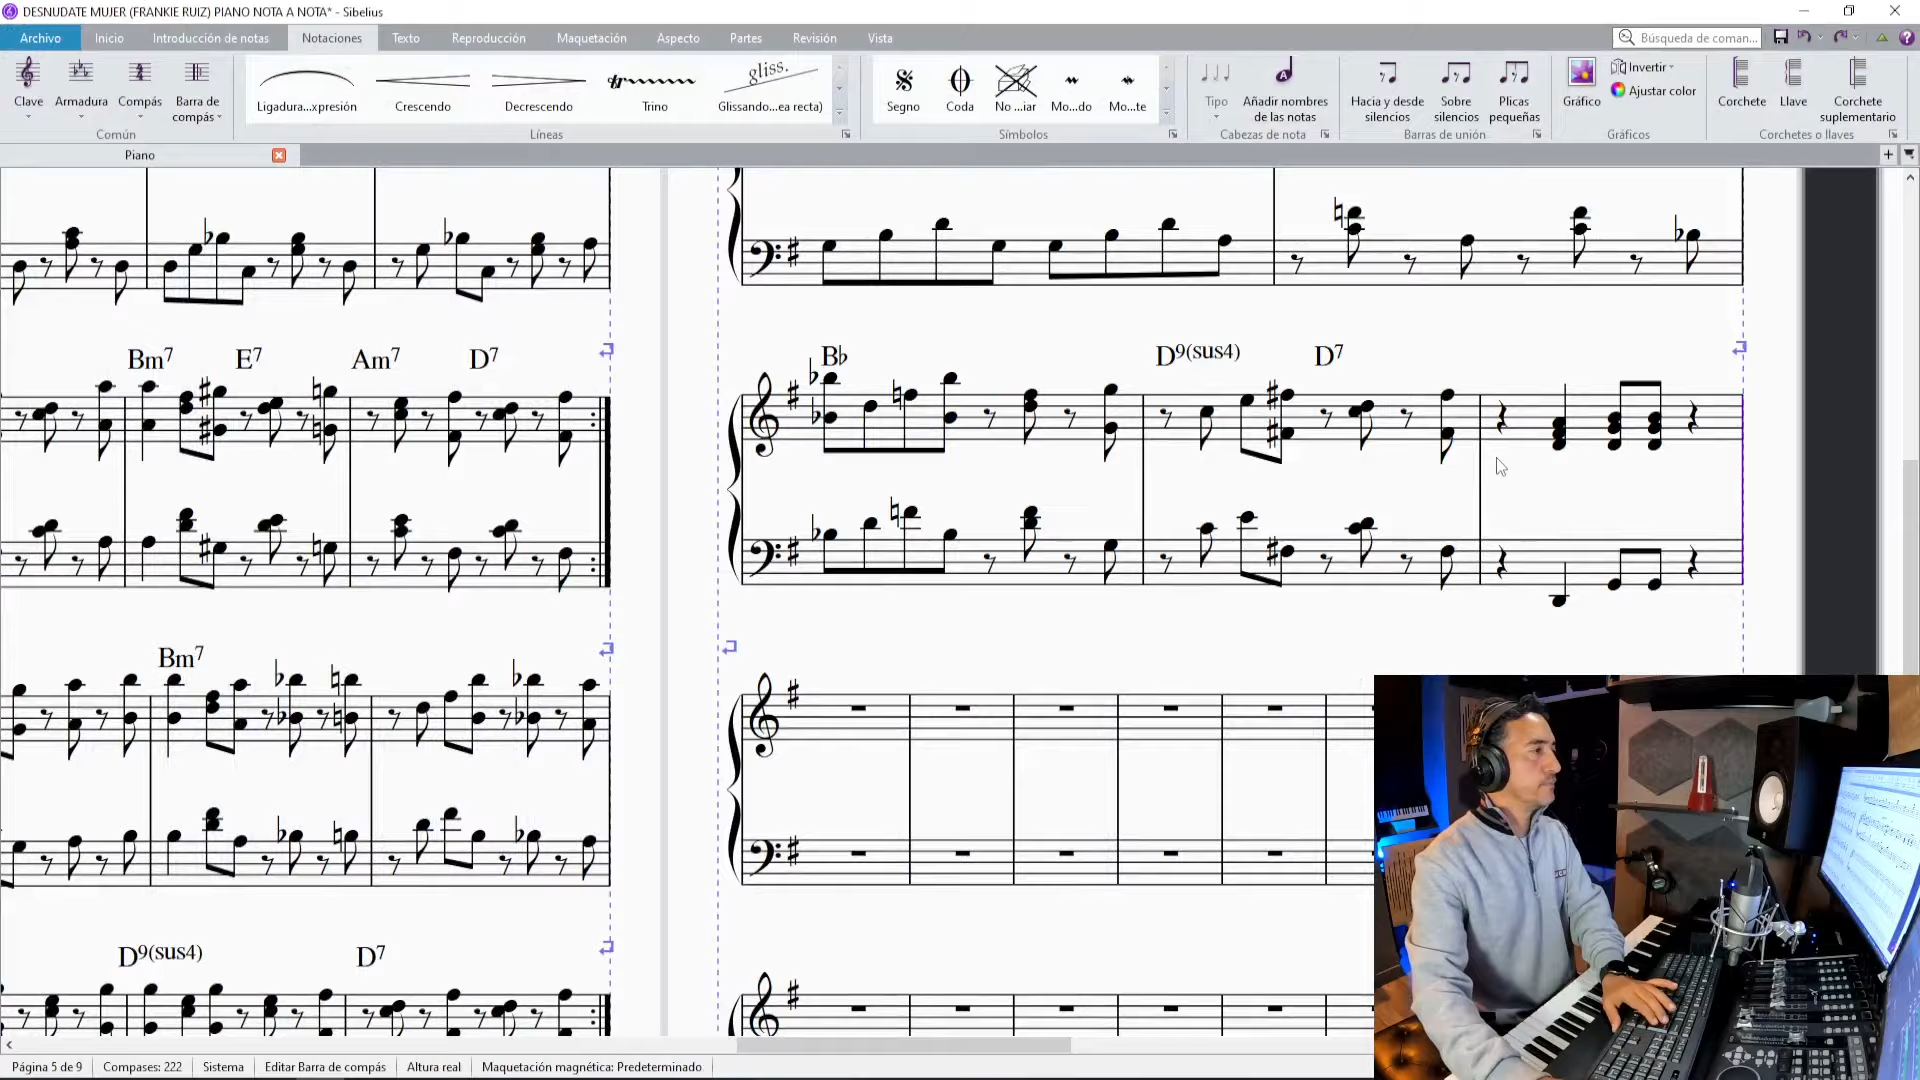 DESNUDATE MUJER (FRANKIE RUIZ) PIANO NOTA A NOTA* - Sibelius
Archivo Inicio Introducción de notas Notaciones Texto Reproducción Maquetación Aspecto Partes Revisión Vista
Búsqueda de coman...
Clave Armadura Compás Barra de compás
Común
Ligadura...xpresión Crescendo Decrescendo Trino Glissando...ea recta)
gliss.
Líneas
Segno Coda No ...iar Mo...do Mo...te
Símbolos
Tipo Añadir nombres de las notas
Cabezas de nota
Hacia y desde silencios Sobre silencios Plicas pequeñas
Barras de unión
Gráfico Invertir Ajustar color
Gráficos
Corchete Llave Corchete suplementario
Corchetes o llaves
Piano
Bm7 E7 Am7 D7
B♭ D9(sus4) D7
Bm7
D9(sus4) D7
Página 5 de 9 Compases: 222 Sistema Editar Barra de compás Altura real Maquetación magnética: Predeterminado